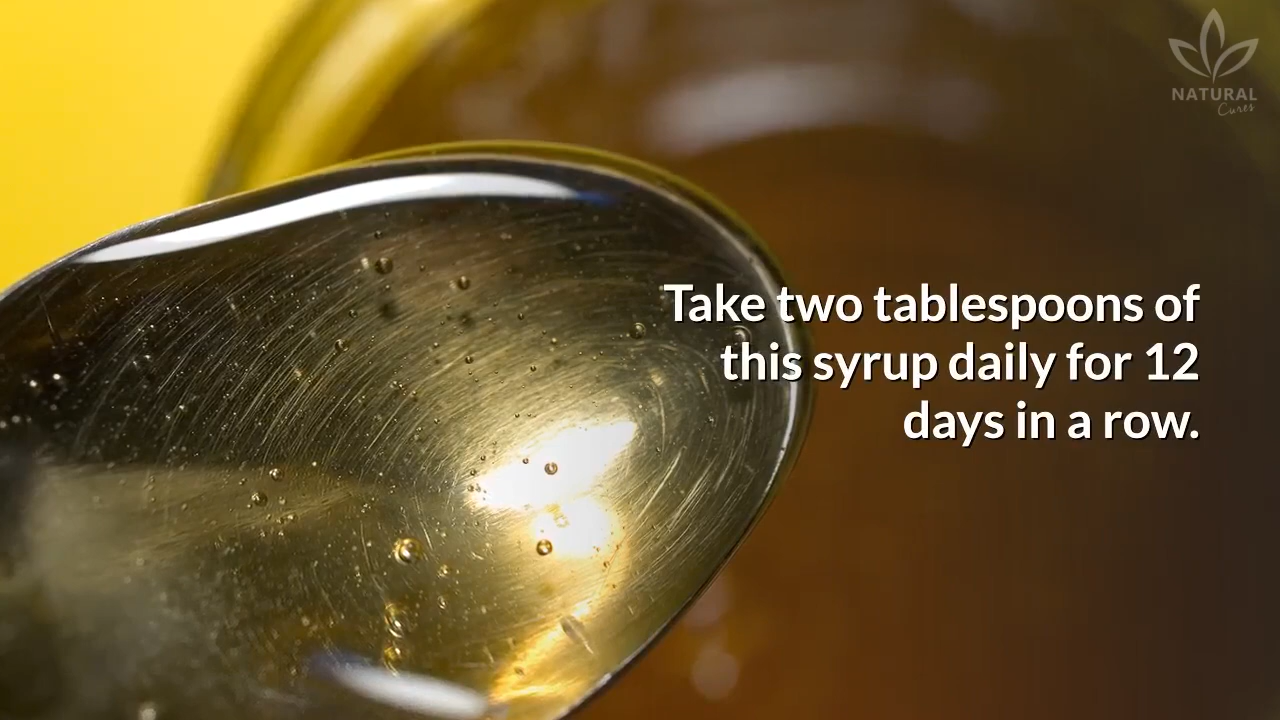 NATURAL
Cures
Take two tablespoons of
this syrup daily for 12
days in a row.